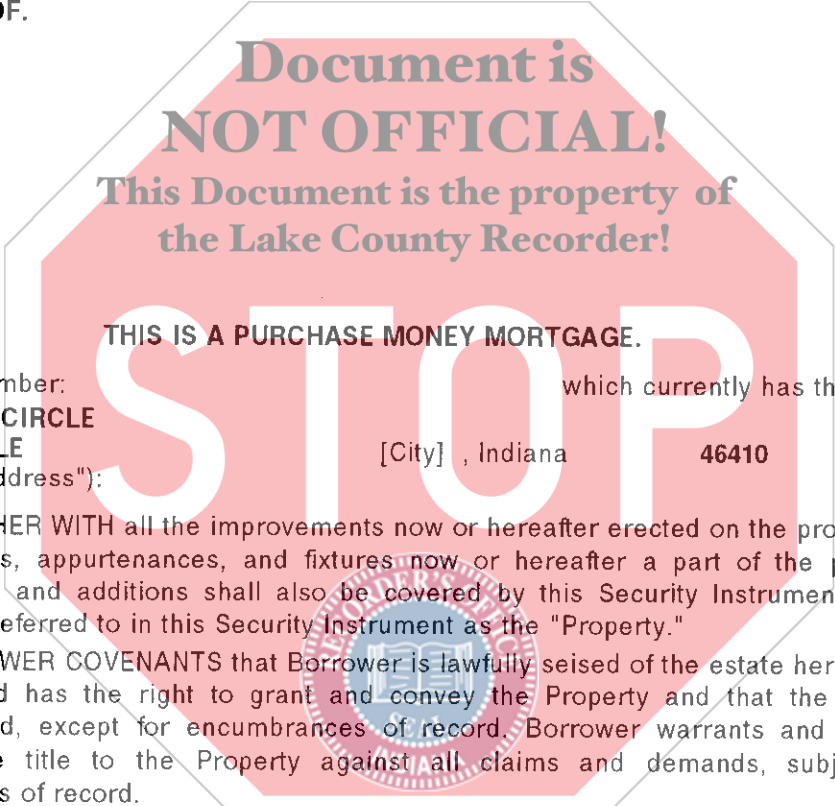 OF.
Document is
NOT OFFICIAL!
This Document is the property of
the Lake County Recorder!
STOP
THIS IS A PURCHASE MONEY MORTGAGE.
mber: which currently has th
CIRCLE
LE [City] , Indiana 46410
ddress"):
HER WITH all the improvements now or hereafter erected on the pro
s, appurtenances, and fixtures now or hereafter a part of the p
and additions shall also be covered by this Security Instrumen
eferred to in this Security Instrument as the "Property."
WER COVENANTS that Borrower is lawfully seised of the estate her
d has the right to grant and convey the Property and that the
d, except for encumbrances of record. Borrower warrants and
e title to the Property against all claims and demands, subj
s of record.
RECORDER'S OFFICE
INDIANA